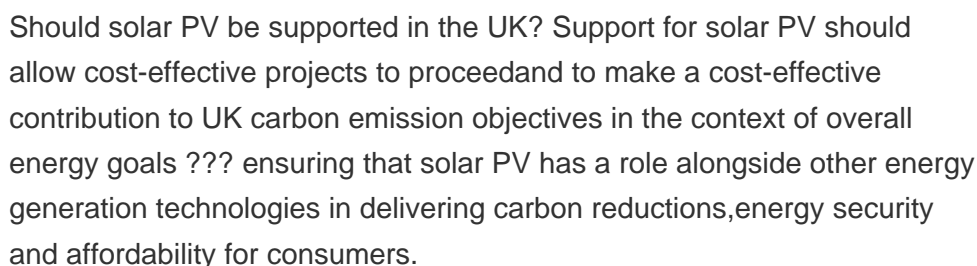 Should solar PV be supported in the UK? Support for solar PV should
allow cost-effective projects to proceedand to make a cost-effective
contribution to UK carbon emission objectives in the context of overall
energy goals ??? ensuring that solar PV has a role alongside other energy
generation technologies in delivering carbon reductions,energy security
and affordability for consumers.